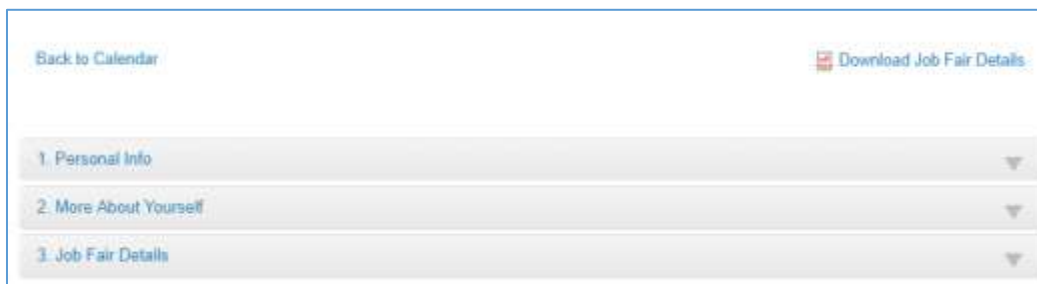 Back to Calendar
Download Job Fair Details
1. Personal Info
2. More About Yourself
3. Job Fair Details